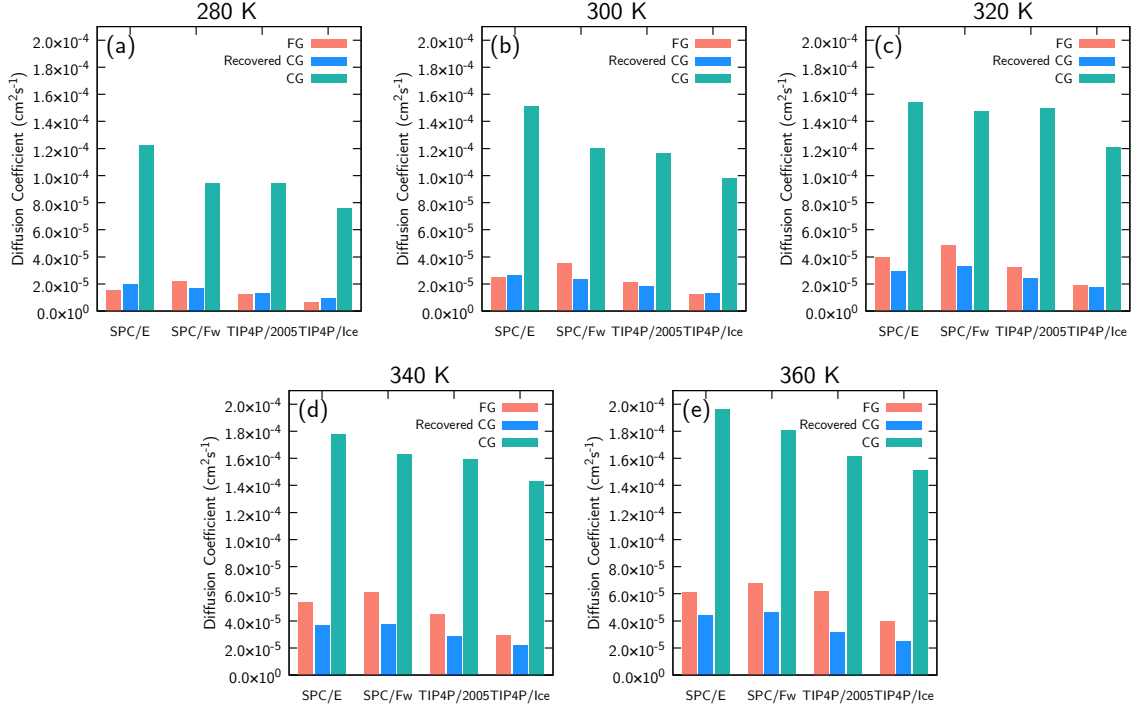 280 K
(a)
FG
Recovered CG
CG
Diffusion Coefficient (cm²s⁻¹)
2.0×10⁻⁴
1.8×10⁻⁴
1.6×10⁻⁴
1.4×10⁻⁴
1.2×10⁻⁴
1.0×10⁻⁴
8.0×10⁻⁵
6.0×10⁻⁵
4.0×10⁻⁵
2.0×10⁻⁵
0.0×10⁰
SPC/E SPC/Fw TIP4P/2005 TIP4P/Ice
300 K
(b)
FG
Recovered CG
CG
Diffusion Coefficient (cm²s⁻¹)
2.0×10⁻⁴
1.8×10⁻⁴
1.6×10⁻⁴
1.4×10⁻⁴
1.2×10⁻⁴
1.0×10⁻⁴
8.0×10⁻⁵
6.0×10⁻⁵
4.0×10⁻⁵
2.0×10⁻⁵
0.0×10⁰
SPC/E SPC/Fw TIP4P/2005 TIP4P/Ice
320 K
(c)
FG
Recovered CG
CG
Diffusion Coefficient (cm²s⁻¹)
2.0×10⁻⁴
1.8×10⁻⁴
1.6×10⁻⁴
1.4×10⁻⁴
1.2×10⁻⁴
1.0×10⁻⁴
8.0×10⁻⁵
6.0×10⁻⁵
4.0×10⁻⁵
2.0×10⁻⁵
0.0×10⁰
SPC/E SPC/Fw TIP4P/2005 TIP4P/Ice
340 K
(d)
FG
Recovered CG
CG
Diffusion Coefficient (cm²s⁻¹)
2.0×10⁻⁴
1.8×10⁻⁴
1.6×10⁻⁴
1.4×10⁻⁴
1.2×10⁻⁴
1.0×10⁻⁴
8.0×10⁻⁵
6.0×10⁻⁵
4.0×10⁻⁵
2.0×10⁻⁵
0.0×10⁰
SPC/E SPC/Fw TIP4P/2005 TIP4P/Ice
360 K
(e)
FG
Recovered CG
CG
Diffusion Coefficient (cm²s⁻¹)
2.0×10⁻⁴
1.8×10⁻⁴
1.6×10⁻⁴
1.4×10⁻⁴
1.2×10⁻⁴
1.0×10⁻⁴
8.0×10⁻⁵
6.0×10⁻⁵
4.0×10⁻⁵
2.0×10⁻⁵
0.0×10⁰
SPC/E SPC/Fw TIP4P/2005 TIP4P/Ice